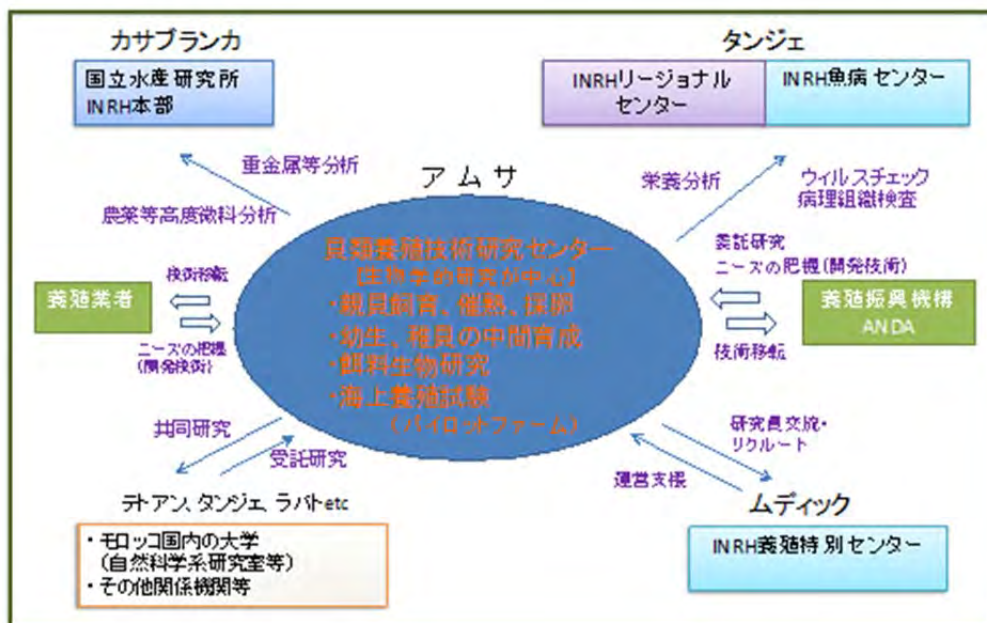 カサブランカ
国立水産研究所
INRH本部
タンジェ
INRHリージョナル
センター
INRH魚病センター
重金属等分析
農薬等高度微料分析
アムサ
栄養分析
ウィルスチェック
病理組織検査
貝類養殖技術研究センター
【生物学的研究が中心】
・親貝飼育、催熟、採卵
・幼生、稚貝の中間育成
・餌料生物研究
・海上養殖試験
(パイロットファーム)
技術移転
養殖業者
ニーズの把握
(開発技術)
委託研究
ニーズの把握(開発技術)
養殖振興機構
ANDA
技術移転
共同研究
受託研究
研究員交流・
リクルート
運営支援
テトアン、タンジェ、ラバトetc
・モロッコ国内の大学
(自然科学系研究室等)
・その他関係機関等
ムディック
INRH養殖特別センター